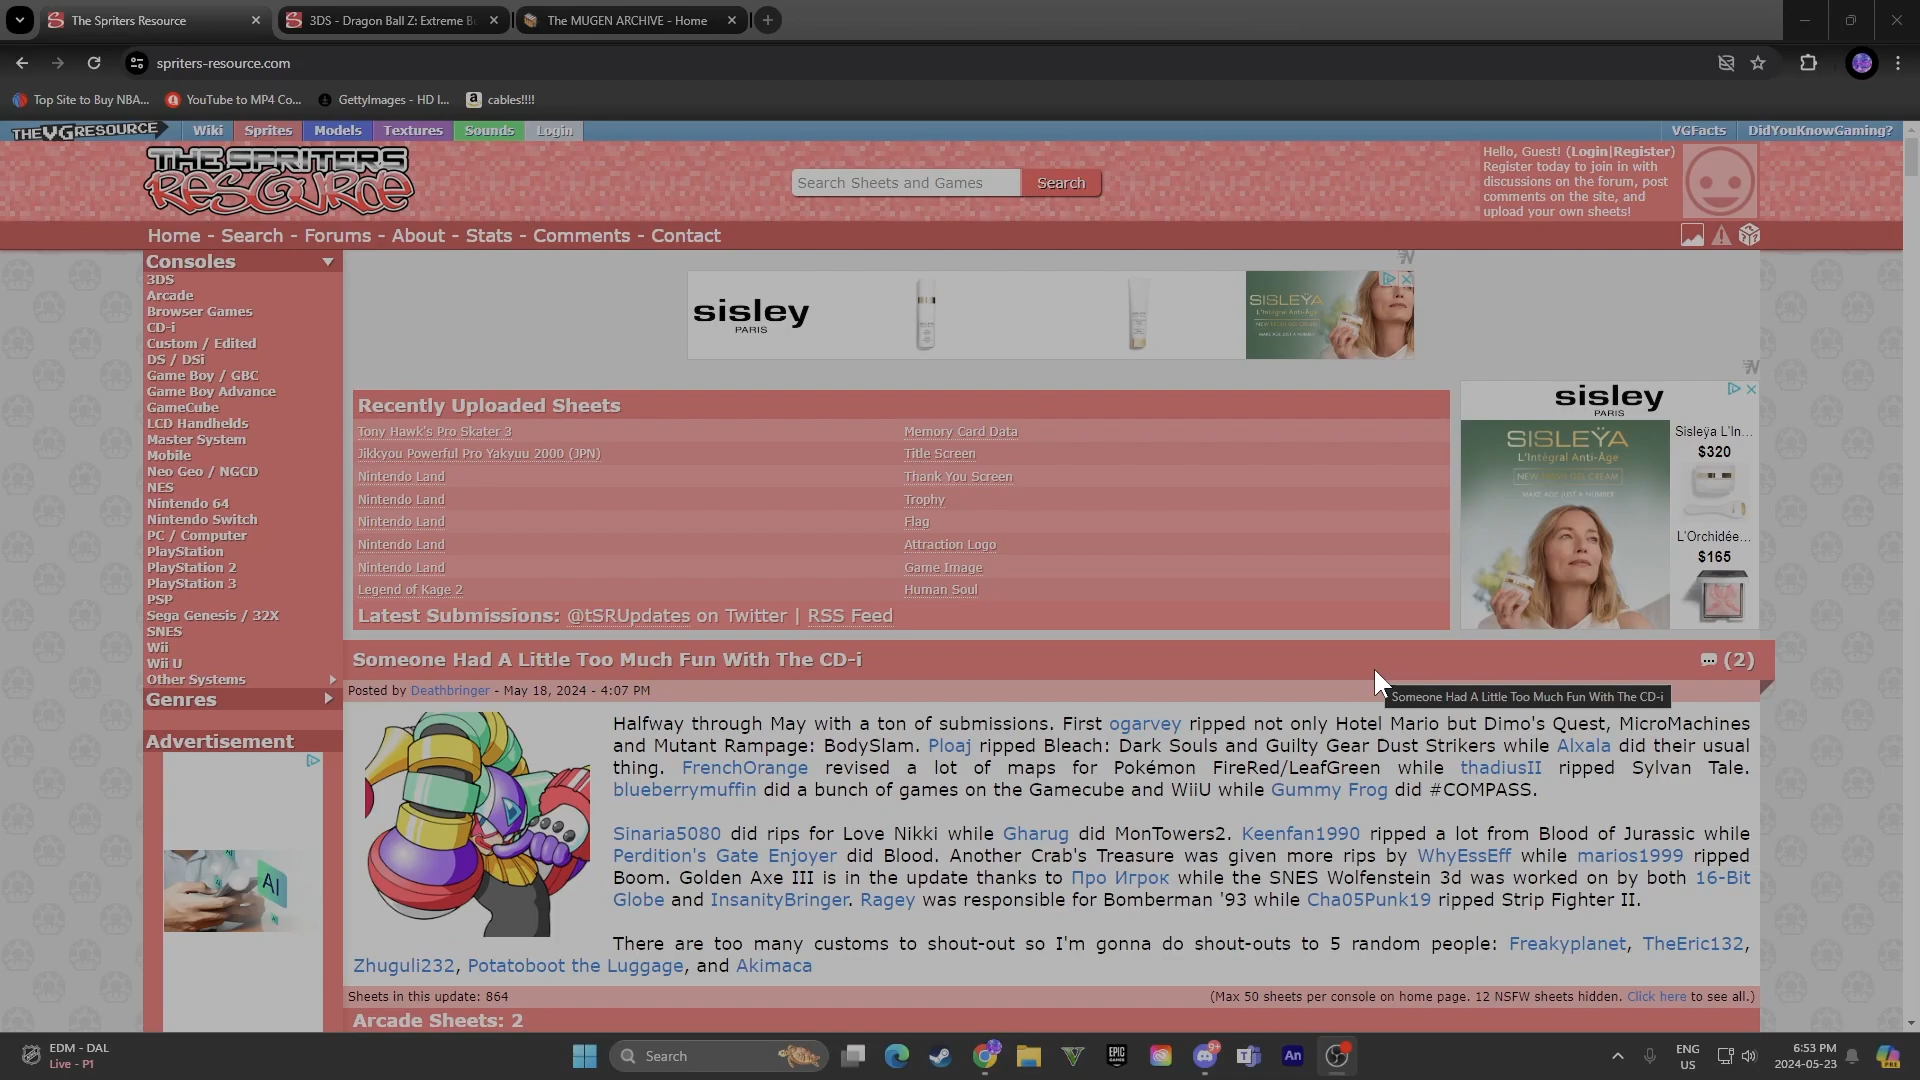 The Spriters Resource
3DS - Dragon Ball Z: Extreme Bu
The MUGEN ARCHIVE - Home
spriters-resource.com
Top Site to Buy NBA...
YouTube to MP4 Co...
GettyImages - HD I...
cables!!!!
THE VG RESOURCE
Wiki
Sprites
Models
Textures
Sounds
Login
VGFacts
DidYouKnowGaming?
THE SPRITERS
RESOURCE
Search Sheets and Games
Search
Hello, Guest! (Login|Register)
Register today to join in with
discussions on the forum, post
comments on the site, and
upload your own sheets!
Home - Search - Forums - About - Stats - Comments - Contact
Consoles
3DS
Arcade
Browser Games
CD-i
Custom / Edited
DS / DSi
Game Boy / GBC
Game Boy Advance
GameCube
LCD Handhelds
Master System
Mobile
Neo Geo / NGCD
NES
Nintendo 64
Nintendo Switch
PC / Computer
PlayStation
PlayStation 2
PlayStation 3
PSP
Sega Genesis / 32X
SNES
Wii
Wii U
Other Systems
Genres
Advertisement
AI
sisley
PARIS
SISLEŸA
L'Intégral Anti-Âge
Recently Uploaded Sheets
Tony Hawk's Pro Skater 3 Memory Card Data
Jikkyou Powerful Pro Yakyuu 2000 (JPN) Title Screen
Nintendo Land Thank You Screen
Nintendo Land Trophy
Nintendo Land Flag
Nintendo Land Attraction Logo
Nintendo Land Game Image
Legend of Kage 2 Human Soul
Latest Submissions: @tSRUpdates on Twitter | RSS Feed
sisley
PARIS
SISLEŸA
L'Intégral Anti-Âge
NEW FRESH GEL CREAM
MAKE AGE JUST A NUMBER
Sisleÿa L'In...
$320
L'Orchidée...
$165
Someone Had A Little Too Much Fun With The CD-i
(2)
Someone Had A Little Too Much Fun With The CD-i
Posted by Deathbringer - May 18, 2024 - 4:07 PM
Halfway through May with a ton of submissions. First ogarvey ripped not only Hotel Mario but Dimo's Quest, MicroMachines
and Mutant Rampage: BodySlam. Ploaj ripped Bleach: Dark Souls and Guilty Gear Dust Strikers while Alxala did their usual
thing. FrenchOrange revised a lot of maps for Pokémon FireRed/LeafGreen while thadiusII ripped Sylvan Tale.
blueberrymuffin did a bunch of games on the Gamecube and WiiU while Gummy Frog did #COMPASS.
Sinaria5080 did rips for Love Nikki while Gharug did MonTowers2. Keenfan1990 ripped a lot from Blood of Jurassic while
Perdition's Gate Enjoyer did Blood. Another Crab's Treasure was given more rips by WhyEssEff while marios1999 ripped
Boom. Golden Axe III is in the update thanks to Про Игрок while the SNES Wolfenstein 3d was worked on by both 16-Bit
Globe and InsanityBringer. Ragey was responsible for Bomberman '93 while Cha05Punk19 ripped Strip Fighter II.
There are too many customs to shout-out so I'm gonna do shout-outs to 5 random people: Freakyplanet, TheEric132,
Zhuguli232, Potatoboot the Luggage, and Akimaca
Sheets in this update: 864
(Max 50 sheets per console on home page. 12 NSFW sheets hidden. Click here to see all.)
Arcade Sheets: 2
EDM - DAL
Live - P1
Search
EPIC
GAMES
9+
An
PRE
ENG
US
6:53 PM
2024-05-23